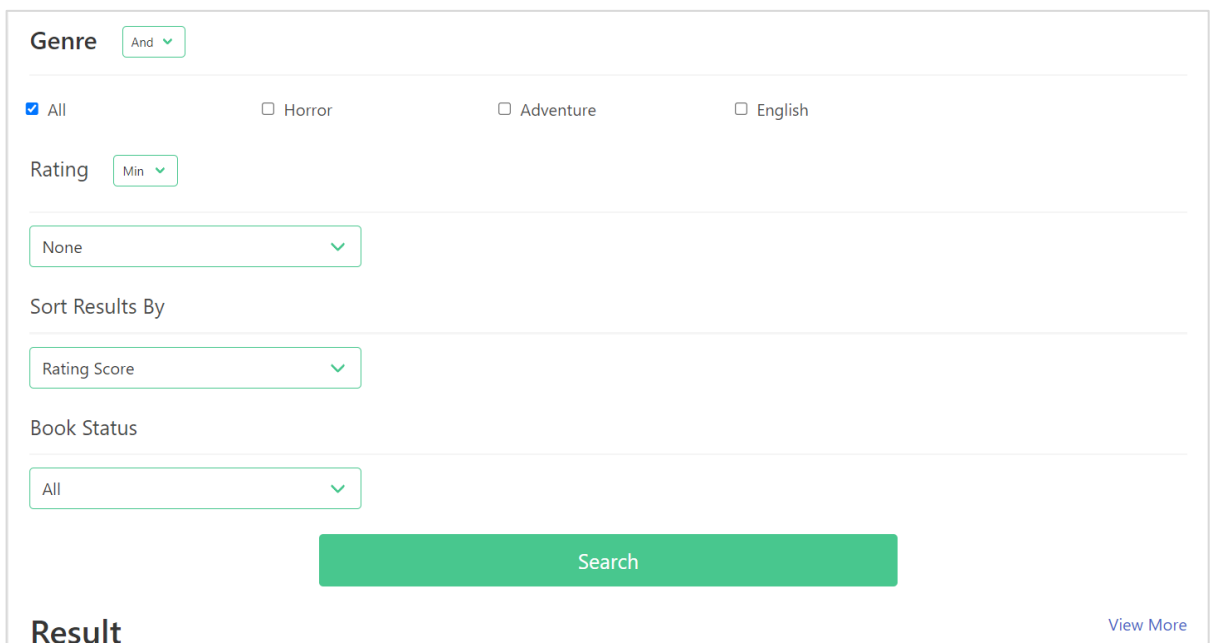 Genre And
All Horror Adventure English
Rating Min
None
Sort Results By
Rating Score
Book Status
All
Search
Result View More